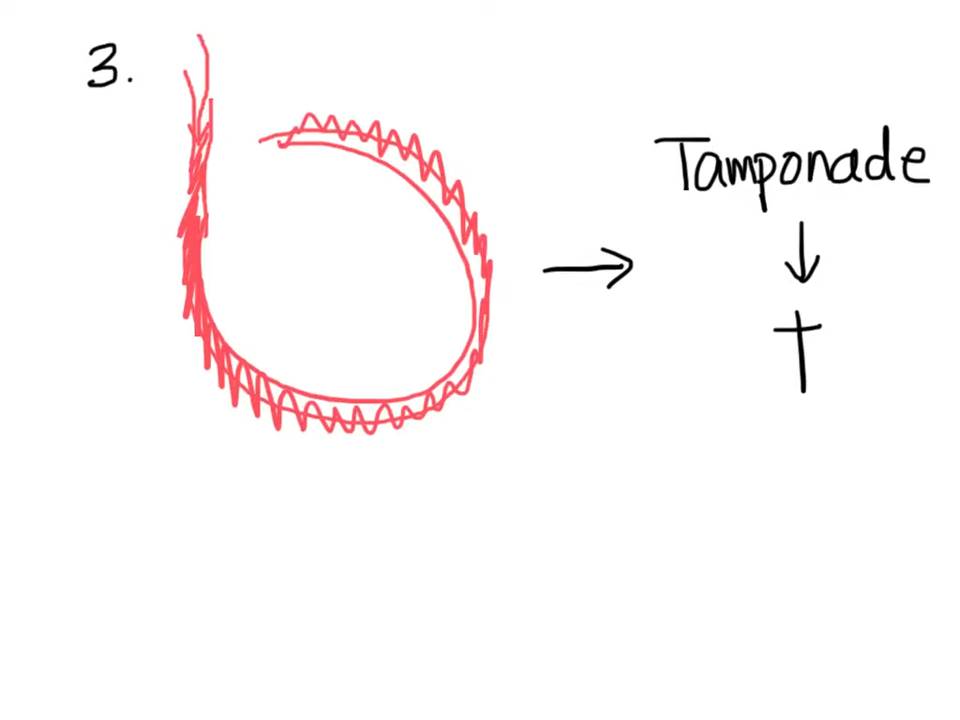 3.
→ Tamponade
↓
†